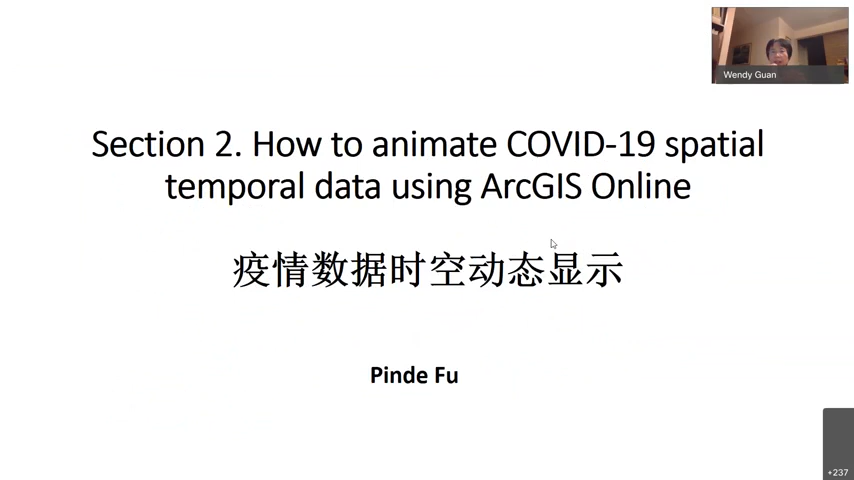 Wendy Guan
Section 2. How to animate COVID-19 spatial
temporal data using ArcGIS Online
疫情数据时空动态显示
Pinde Fu
+237